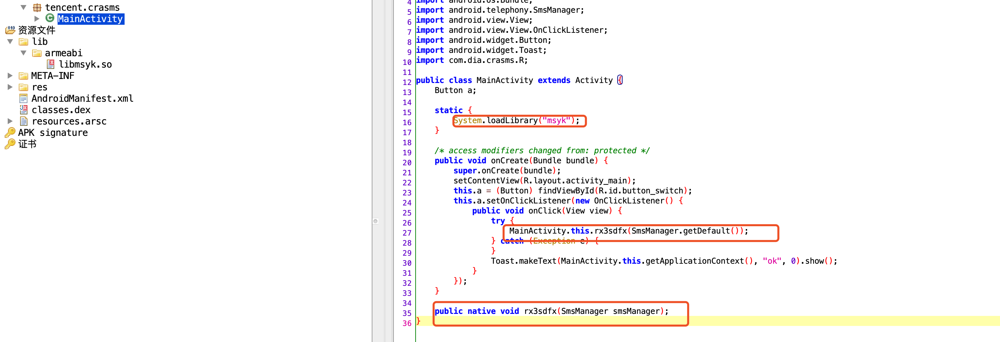 tencent.crasms
MainActivity
资源文件
lib
armeabi
libmsyk.so
META-INF
res
AndroidManifest.xml
classes.dex
resources.arsc
APK signature
证书
4 import android.os.Bundle;
5 import android.telephony.SmsManager;
6 import android.view.View;
7 import android.view.View.OnClickListener;
8 import android.widget.Button;
9 import android.widget.Toast;
10 import com.dia.crasms.R;
11
12 public class MainActivity extends Activity {
13 Button a;
14
15 static {
16 System.loadLibrary("msyk");
17 }
18
19 /* access modifiers changed from: protected */
20 public void onCreate(Bundle bundle) {
21 super.onCreate(bundle);
22 setContentView(R.layout.activity_main);
23 this.a = (Button) findViewById(R.id.button_switch);
24 this.a.setOnClickListener(new OnClickListener() {
25 public void onClick(View view) {
26 try {
27 MainActivity.this.rx3sdfx(SmsManager.getDefault());
28 } catch (Exception e) {
29 }
30 Toast.makeText(MainActivity.this.getApplicationContext(), "ok", 0).show();
31 }
32 });
33 }
34
35 public native void rx3sdfx(SmsManager smsManager);
36 }